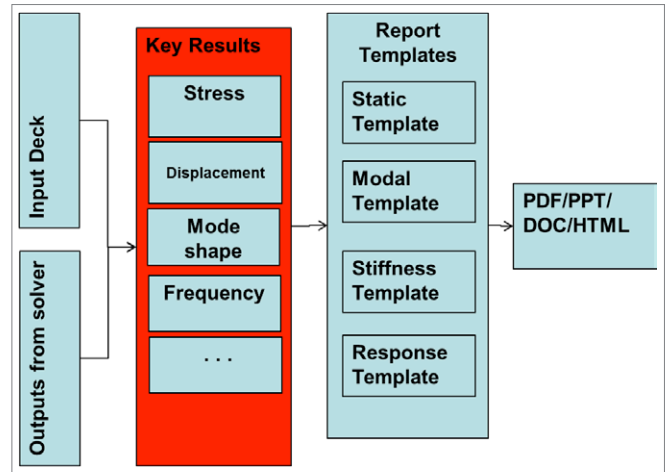 Input Deck
Outputs from solver
Key Results
Stress
Displacement
Mode
shape
Frequency
. . .
Report
Templates
Static
Template
Modal
Template
Stiffness
Template
Response
Template
PDF/PPT/
DOC/HTML